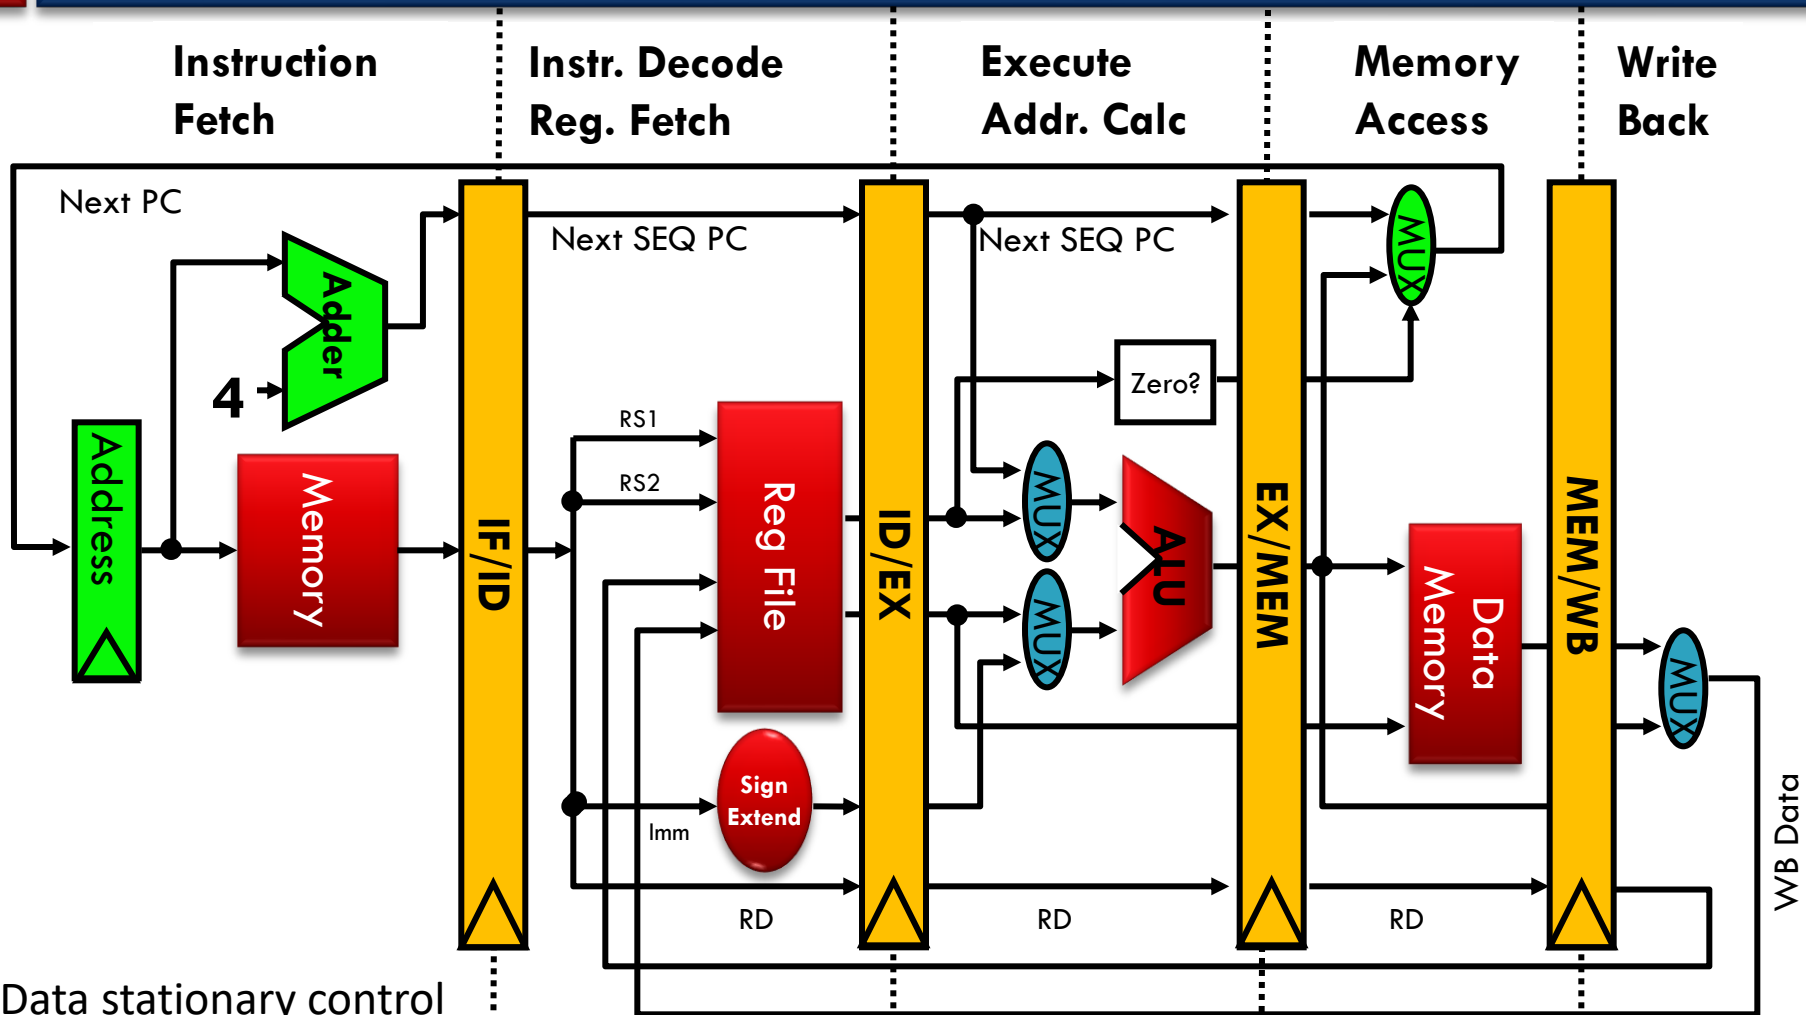 Instruction
Fetch
Instr. Decode
Reg. Fetch
Execute
Addr. Calc
Memory
Access
Write
Back
Next PC
Adder
4
Address
Memory
IF/ID
Next SEQ PC
RS1
RS2
Reg File
Imm
Sign
Extend
RD
ID/EX
Next SEQ PC
Zero?
MUX
MUX
ALU
RD
EX/MEM
MUX
Data
Memory
RD
MEM/WB
MUX
WB Data
Data stationary control